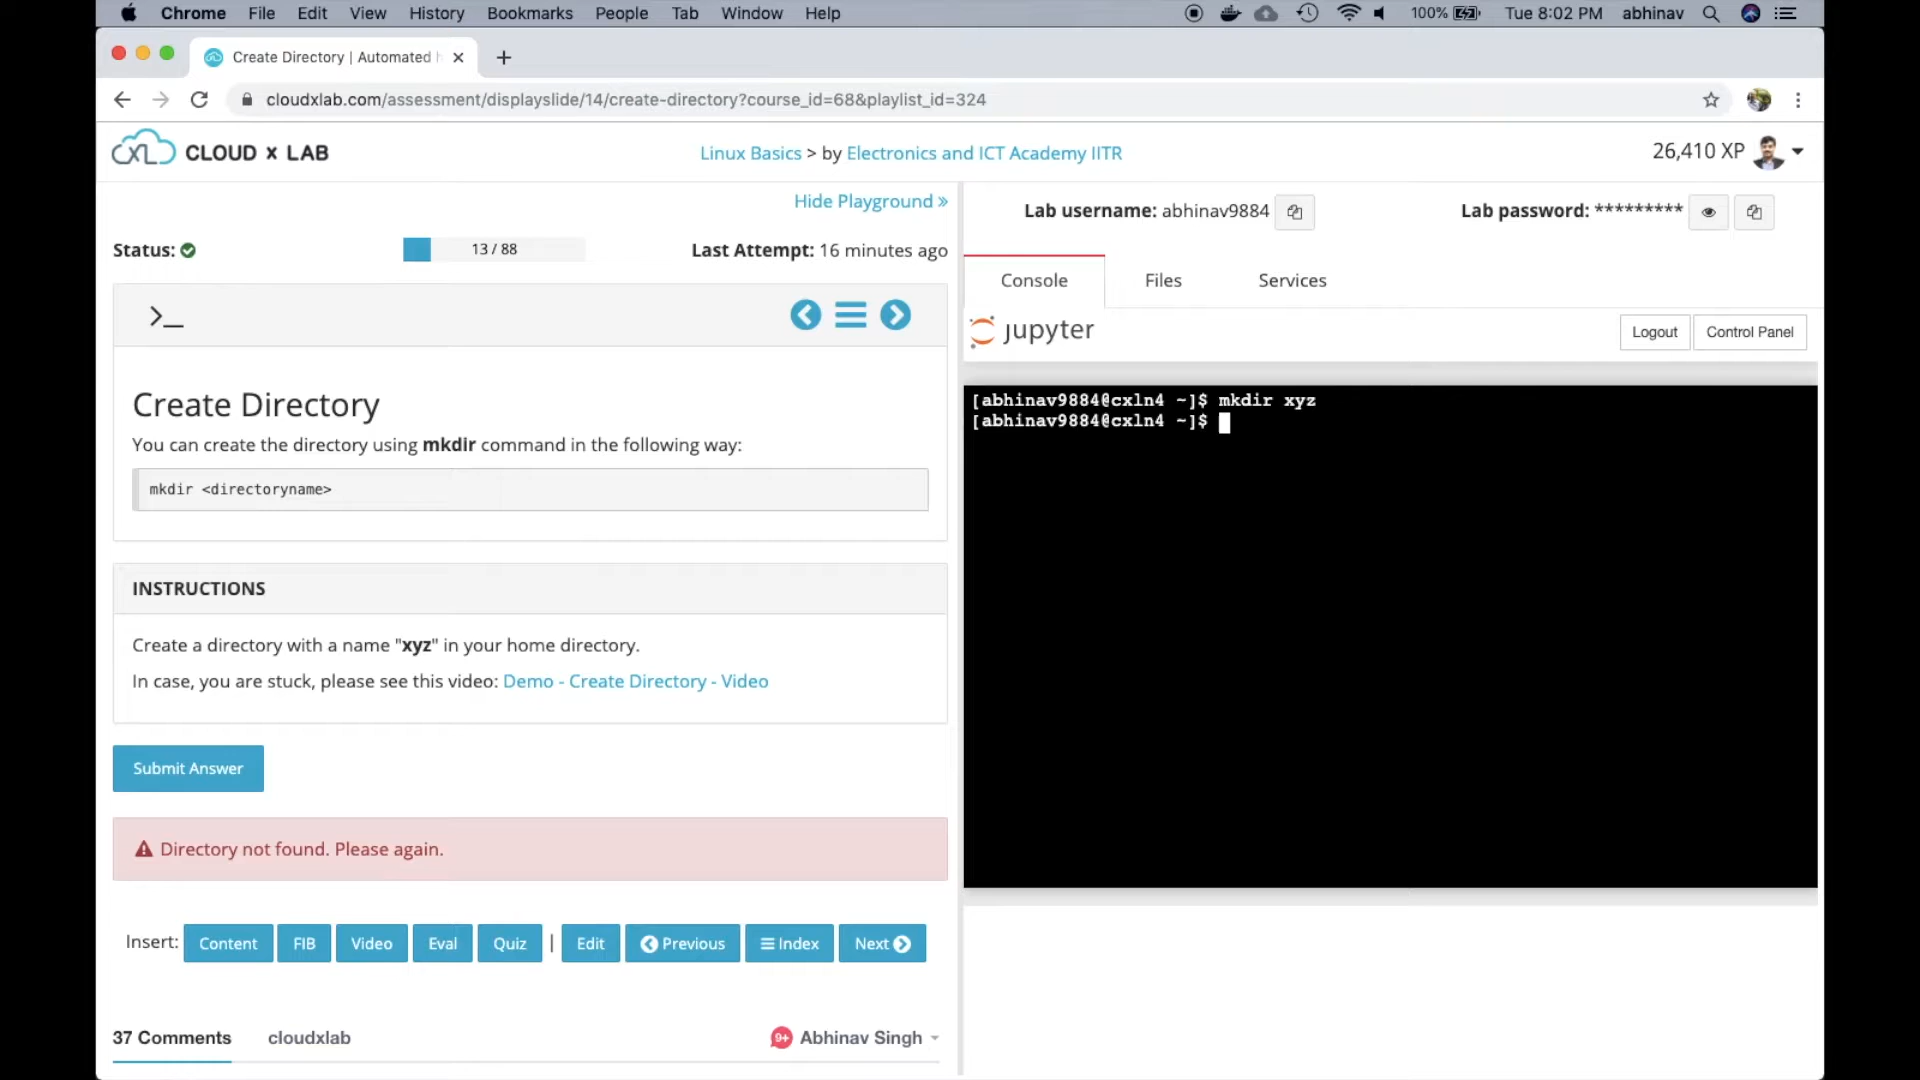 Chrome File Edit View History Bookmarks People Tab Window Help 100% Tue 8:02 PM abhinav
Create Directory | Automated h
cloudxlab.com/assessment/displayslide/14/create-directory?course_id=68&playlist_id=324
CXL CLOUD x LAB
Linux Basics > by Electronics and ICT Academy IITR
26,410 XP
Hide Playground »
Status: 13 / 88 Last Attempt: 16 minutes ago
>_
Create Directory
You can create the directory using mkdir command in the following way:
mkdir <directoryname>
INSTRUCTIONS
Create a directory with a name "xyz" in your home directory.
In case, you are stuck, please see this video: Demo - Create Directory - Video
Submit Answer
Directory not found. Please again.
Insert: Content FIB Video Eval Quiz | Edit Previous Index Next
37 Comments cloudxlab 9+ Abhinav Singh
Lab username: abhinav9884 Lab password: *********
Console Files Services
jupyter Logout Control Panel
[abhinav9884@cxln4 ~]$ mkdir xyz
[abhinav9884@cxln4 ~]$